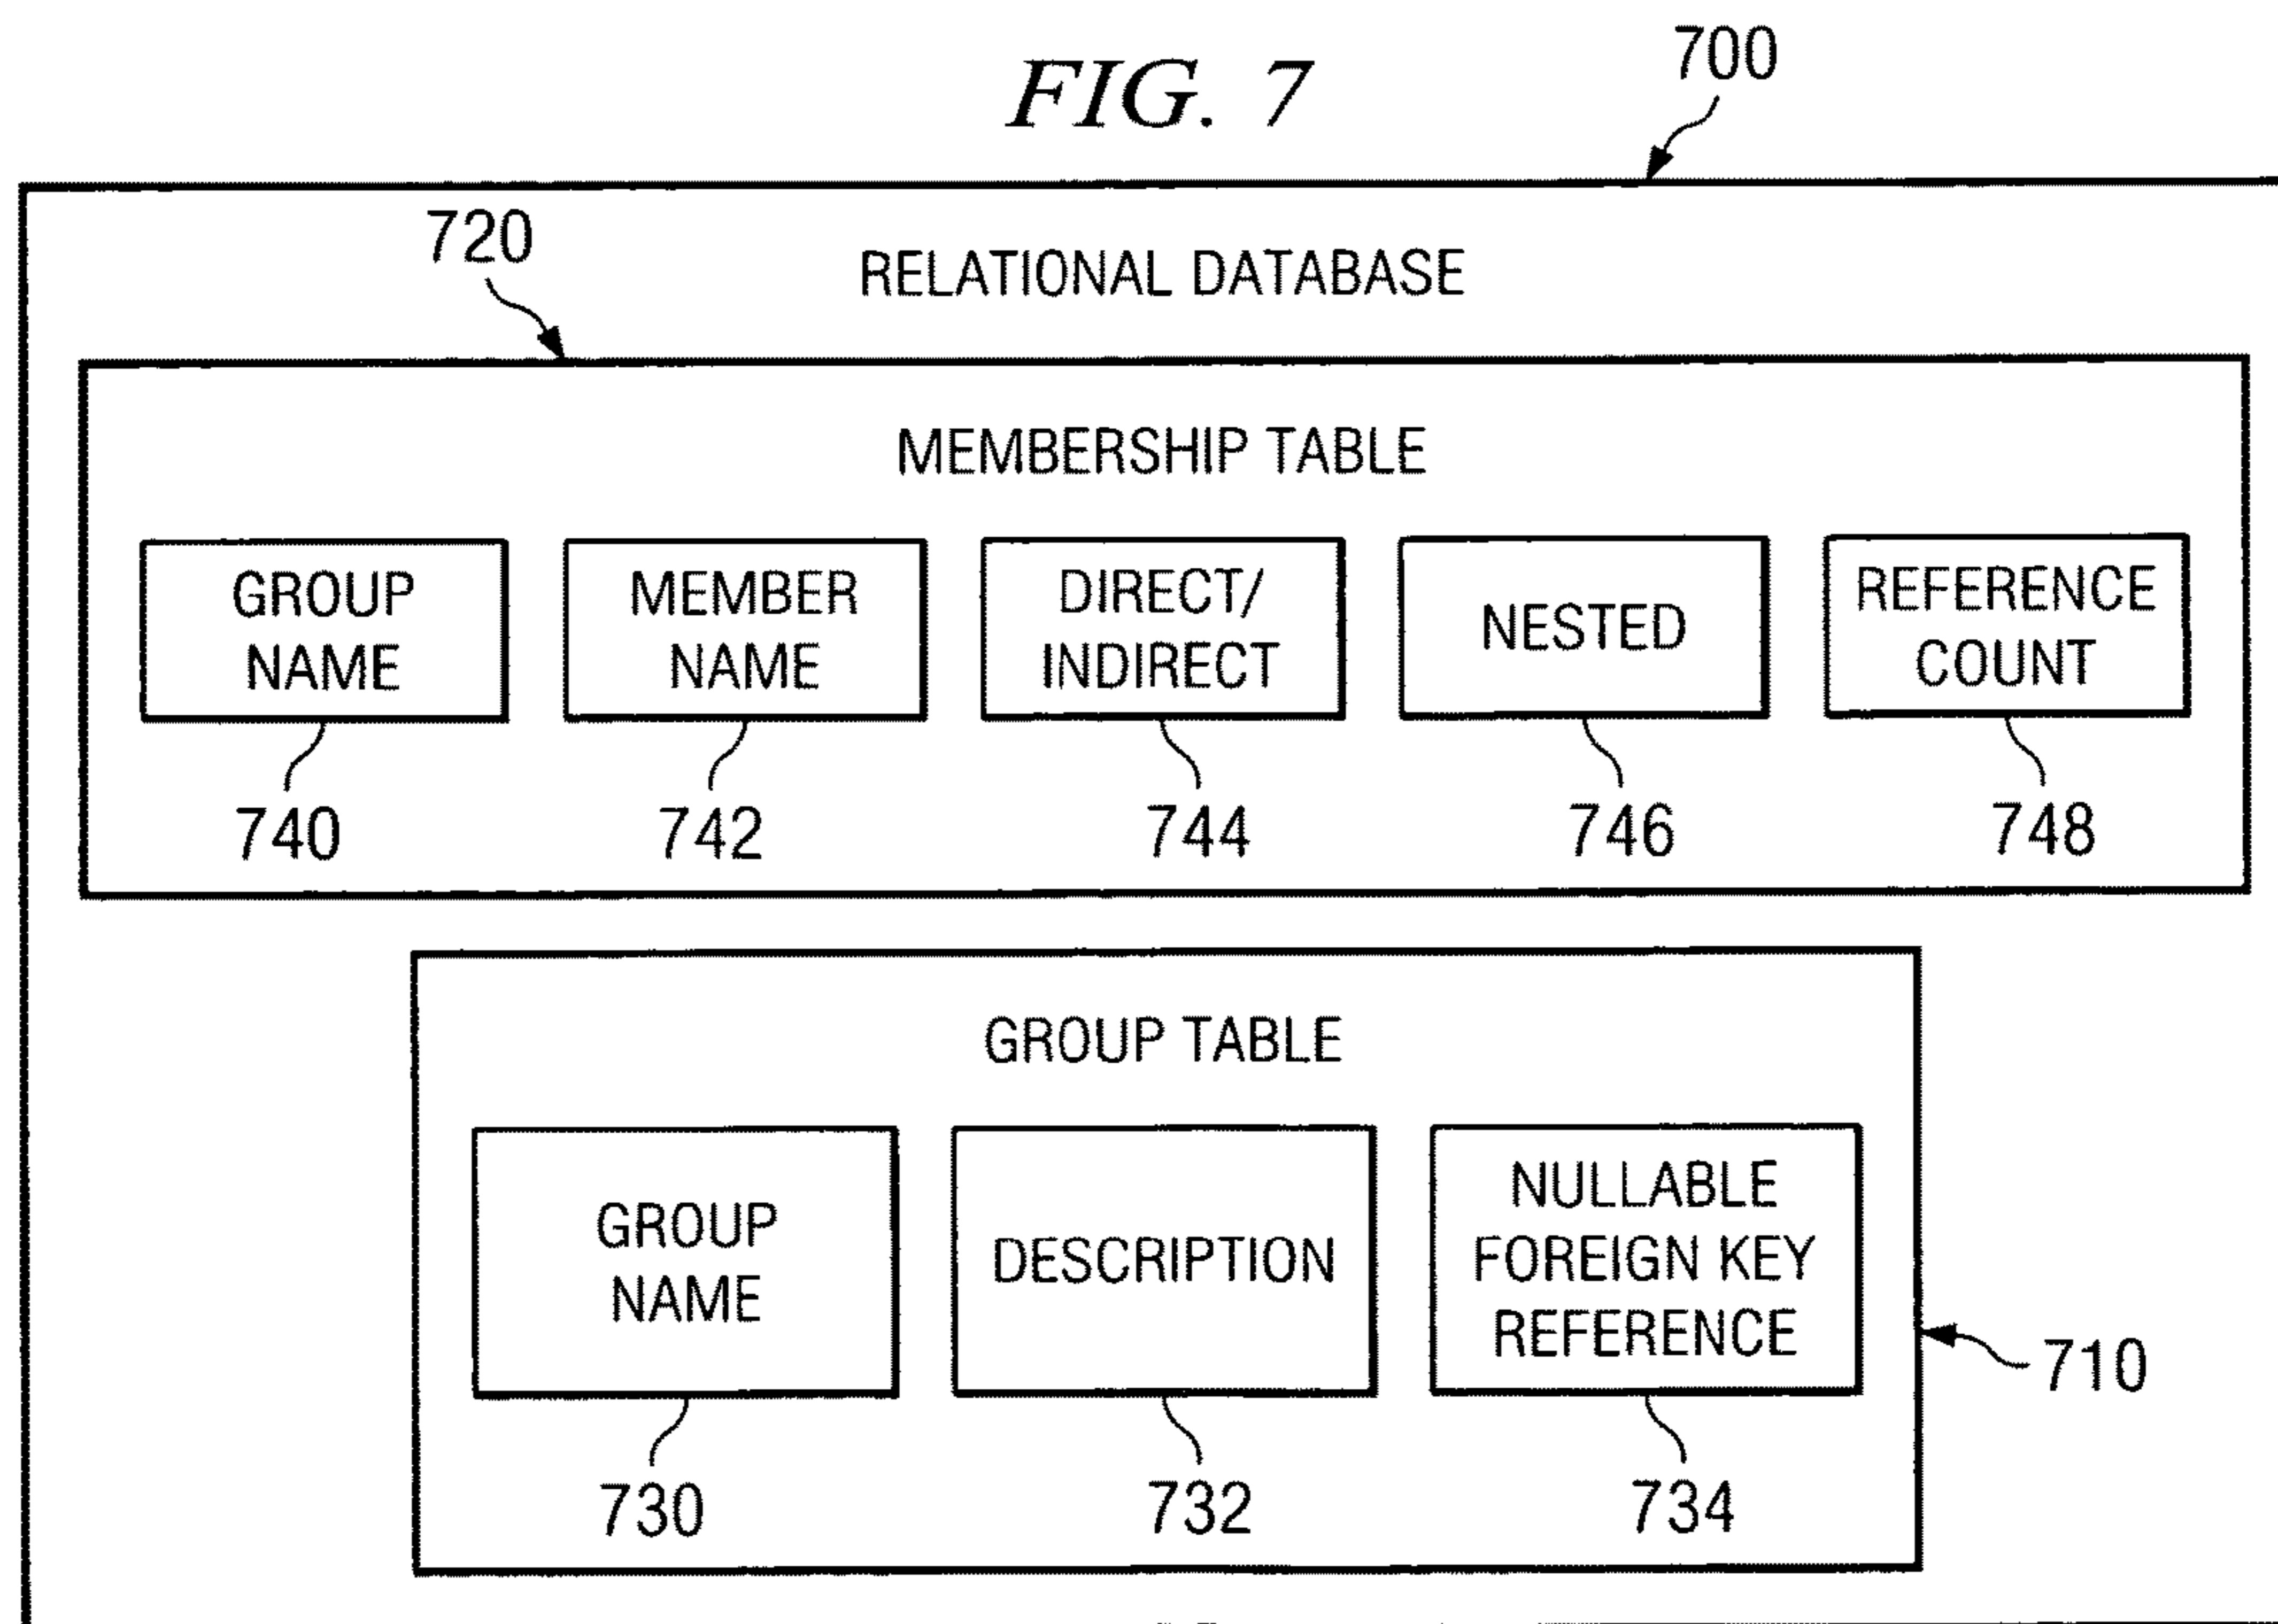 FIG. 7
700
720
RELATIONAL DATABASE
MEMBERSHIP TABLE
GROUP
NAME
MEMBER
NAME
DIRECT/
INDIRECT
NESTED
REFERENCE
COUNT
740
742
744
746
748
GROUP TABLE
GROUP
NAME
DESCRIPTION
NULLABLE
FOREIGN KEY
REFERENCE
710
730
732
734